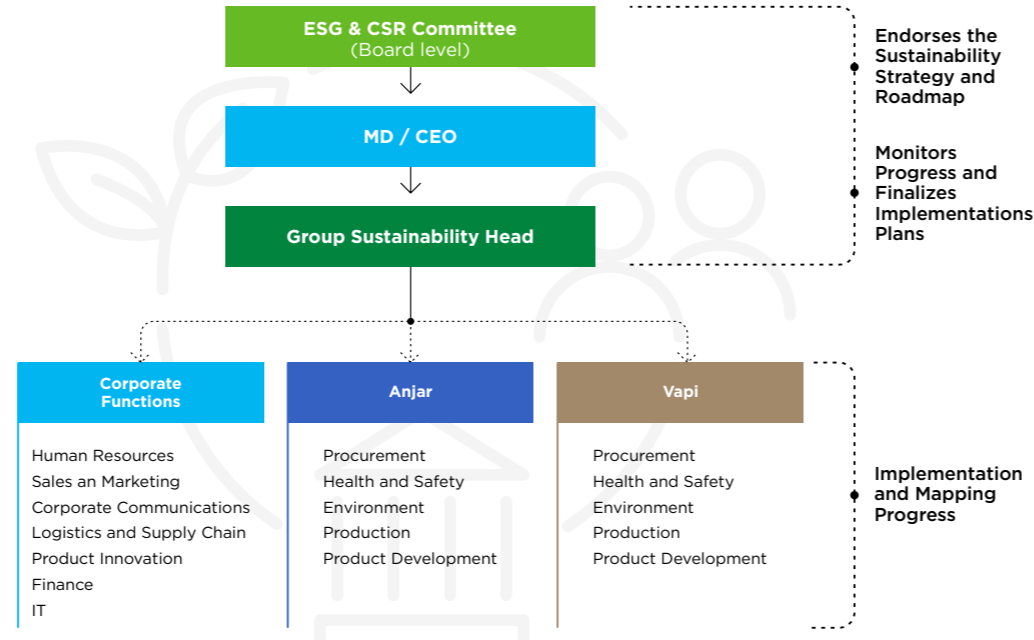 ESG & CSR Committee
(Board level)
MD / CEO
Group Sustainability Head
Endorses the
Sustainability
Strategy and
Roadmap
Monitors
Progress and
Finalizes
Implementations
Plans
Corporate
Functions
Human Resources
Sales an Marketing
Corporate Communications
Logistics and Supply Chain
Product Innovation
Finance
IT
Anjar
Procurement
Health and Safety
Environment
Production
Product Development
Vapi
Procurement
Health and Safety
Environment
Production
Product Development
Implementation
and Mapping
Progress